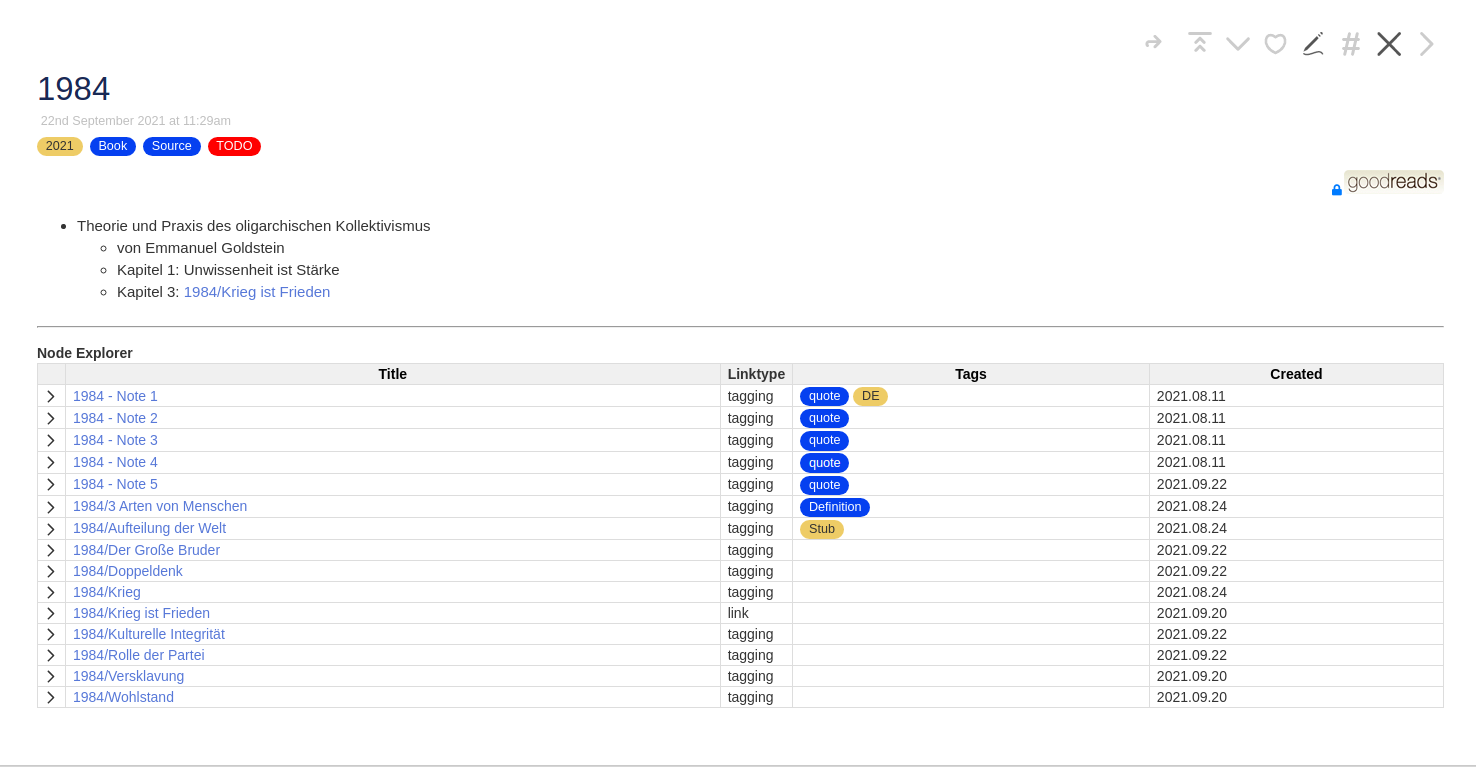 1984
22nd September 2021 at 11:29am
2021 Book Source TODO
goodreads®
Theorie und Praxis des oligarchischen Kollektivismus
von Emmanuel Goldstein
Kapitel 1: Unwissenheit ist Stärke
Kapitel 3: 1984/Krieg ist Frieden
Node Explorer
Title Linktype Tags Created
1984 - Note 1 tagging quote DE 2021.08.11
1984 - Note 2 tagging quote 2021.08.11
1984 - Note 3 tagging quote 2021.08.11
1984 - Note 4 tagging quote 2021.08.11
1984 - Note 5 tagging quote 2021.09.22
1984/3 Arten von Menschen tagging Definition 2021.08.24
1984/Aufteilung der Welt tagging Stub 2021.08.24
1984/Der Große Bruder tagging 2021.09.22
1984/Doppeldenk tagging 2021.09.22
1984/Krieg tagging 2021.08.24
1984/Krieg ist Frieden link 2021.09.20
1984/Kulturelle Integrität tagging 2021.09.22
1984/Rolle der Partei tagging 2021.09.22
1984/Versklavung tagging 2021.09.20
1984/Wohlstand tagging 2021.09.20